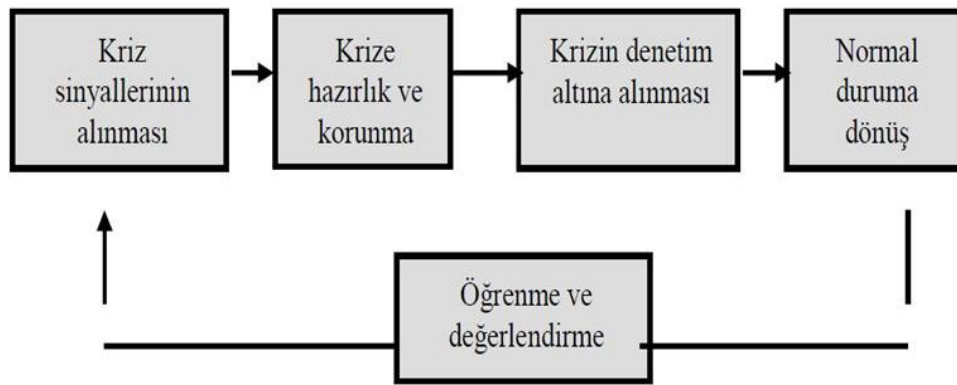 Kriz
sinyallerinin
alınması
Krize
hazırlık ve
korunma
Krizin denetim
altına alınması
Normal
duruma
dönüş
Öğrenme ve
değerlendirme